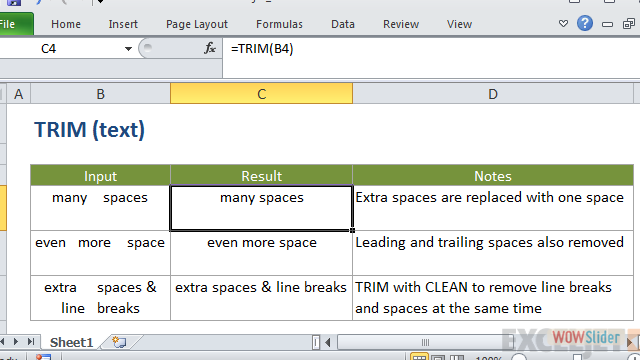 File Home Insert Page Layout Formulas Data Review View
C4 fx =TRIM(B4)
A B C D
TRIM (text)
Input Result Notes
many    spaces many spaces Extra spaces are replaced with one space
even   more   space even more space Leading and trailing spaces also removed
extra    spaces & extra spaces & line breaks TRIM with CLEAN to remove line breaks
line   breaks and spaces at the same time
Sheet1
WOWSlider